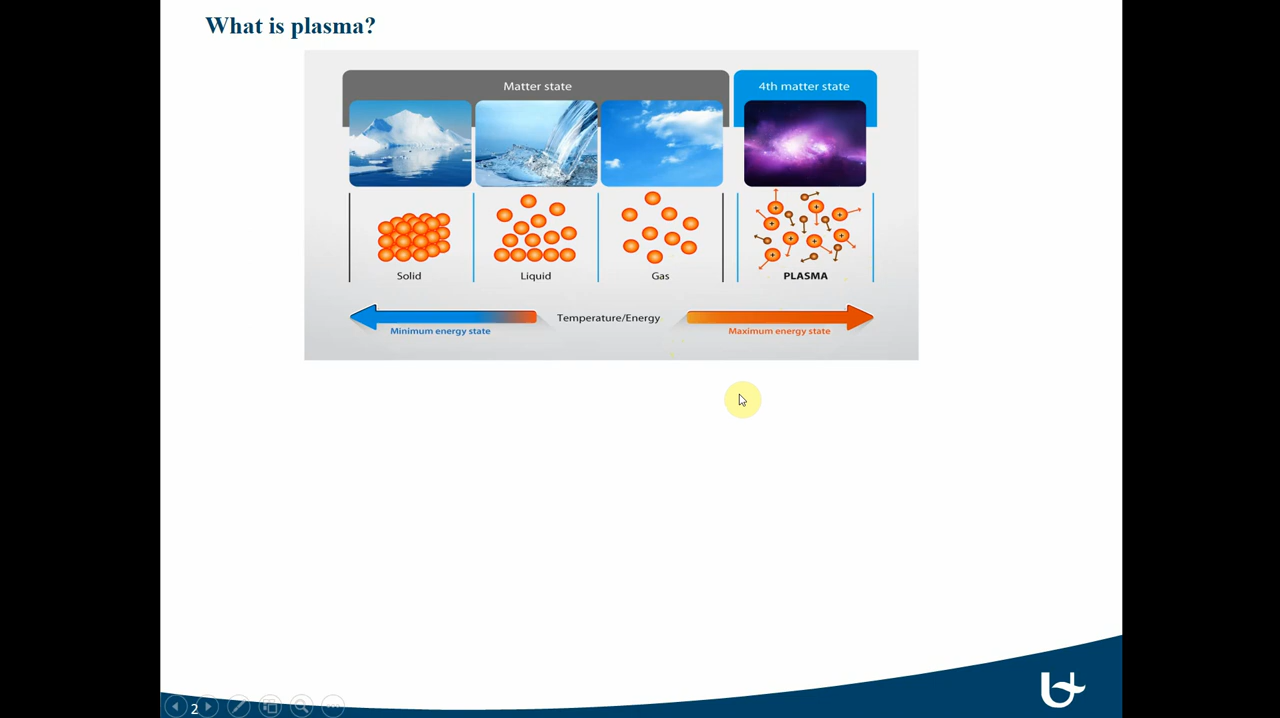 What is plasma?
Matter state
4th matter state
Solid
Liquid
Gas
PLASMA
Temperature/Energy
Minimum energy state
Maximum energy state
2